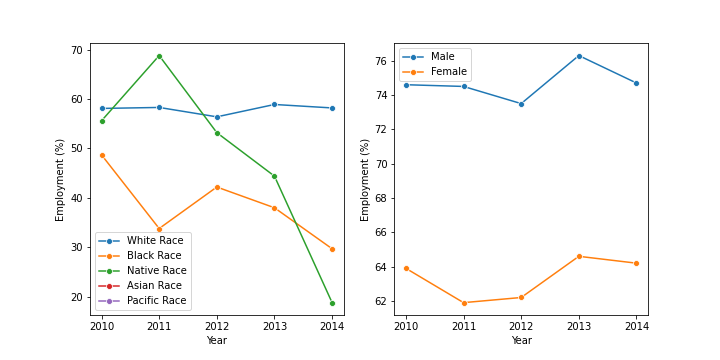 70
60
50
40
30
20
Employment (%)
White Race
Black Race
Native Race
Asian Race
Pacific Race
2010 2011 2012 2013 2014
Year
76
74
72
70
68
66
64
62
Employment (%)
Male
Female
2010 2011 2012 2013 2014
Year